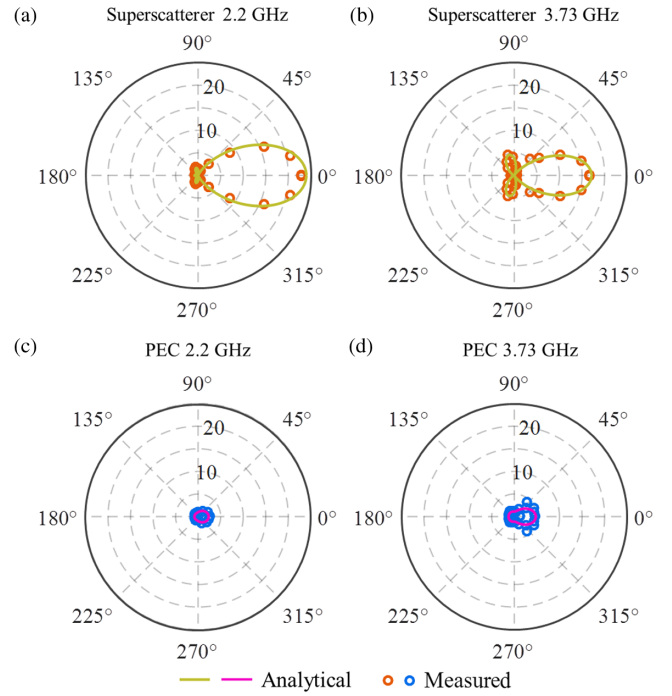 (a) Superscatterer 2.2 GHz
(b) Superscatterer 3.73 GHz
90° 90°
135° 45° 135° 45°
20 20
10 10
180° 0° 180° 0°
225° 315° 225° 315°
270° 270°
(c) PEC 2.2 GHz
(d) PEC 3.73 GHz
90° 90°
135° 45° 135° 45°
20 20
10 10
180° 0° 180° 0°
225° 315° 225° 315°
270° 270°
Analytical Measured